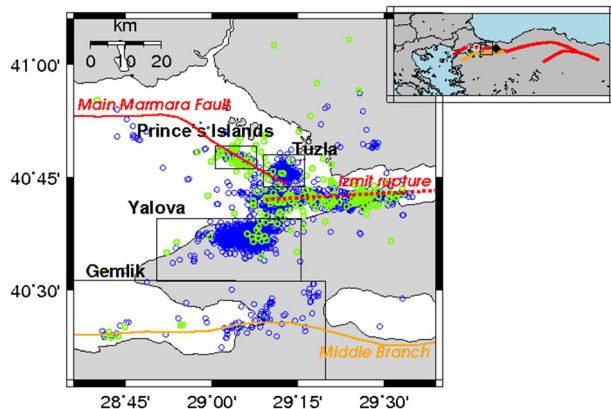 km
0 10 20
41°00'
40°45'
40°30'
Main Marmara Fault
Prince's Islands
Tuzla
Izmit rupture
Yalova
Gemlik
Middle Branch
28°45' 29°00' 29°15' 29°30'